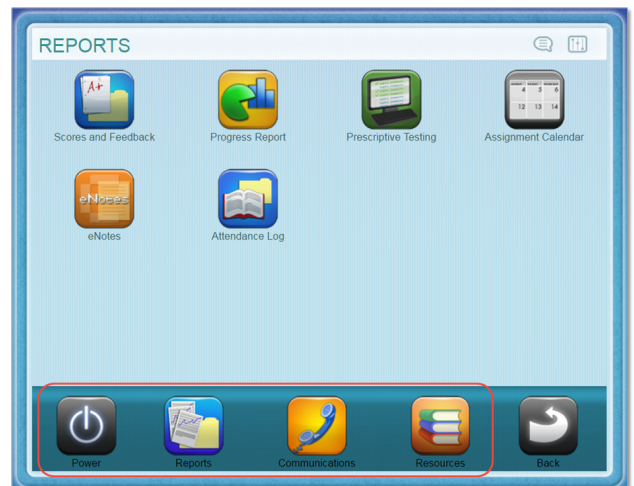 REPORTS
A+
4 5 6
12 13 14
Scores and Feedback
Progress Report
Prescriptive Testing
Assignment Calendar
eNotes
eNotes
Attendance Log
Power
Reports
Communications
Resources
Back